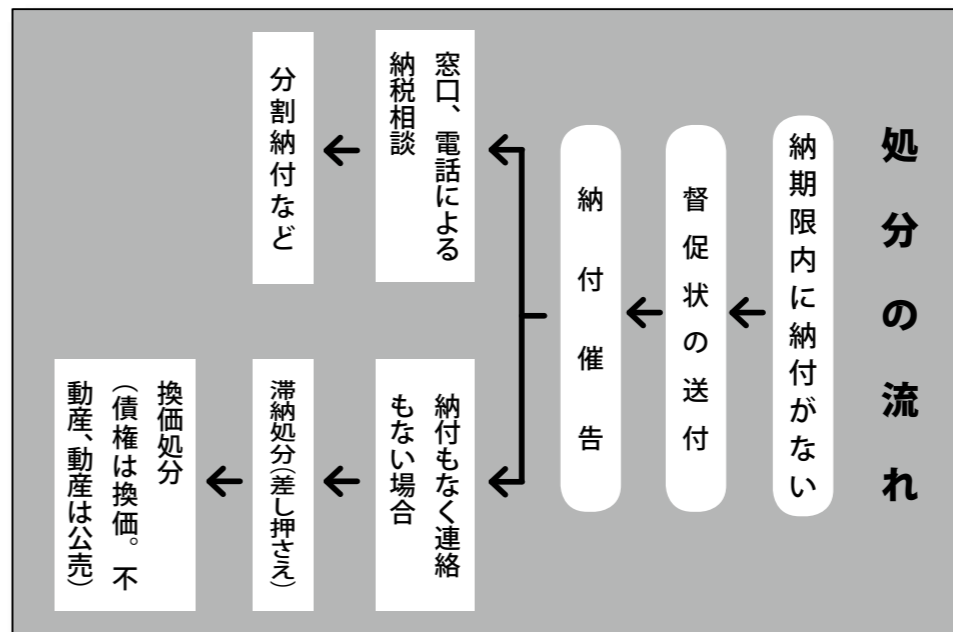 処分の流れ
納期限内に納付がない
督促状の送付
納付催告
窓口、電話による
納税相談
分割納付など
納付もなく連絡
もない場合
滞納処分（差し押さえ）
換価処分
（債権は換価。不
動産、動産は公売）